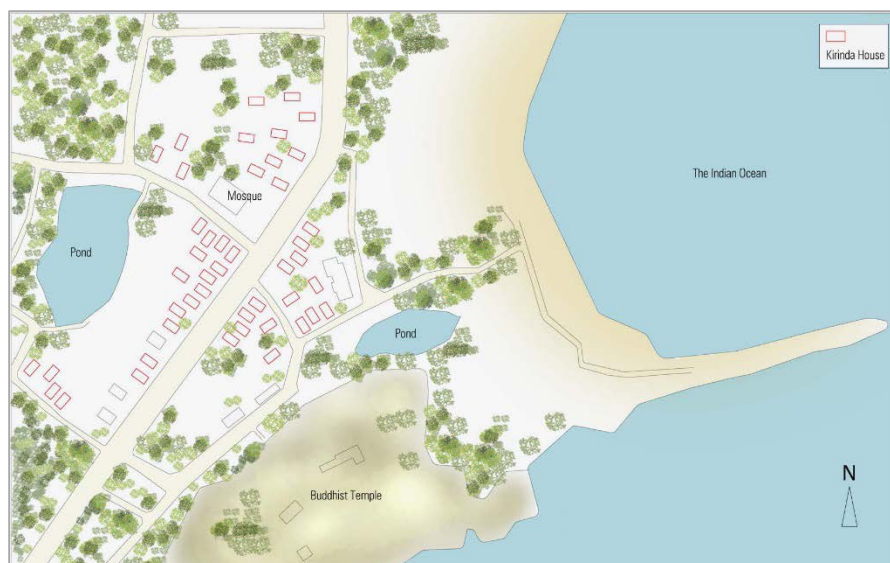 Kirinda House
The Indian Ocean
Mosque
Pond
Pond
N
Buddhist Temple